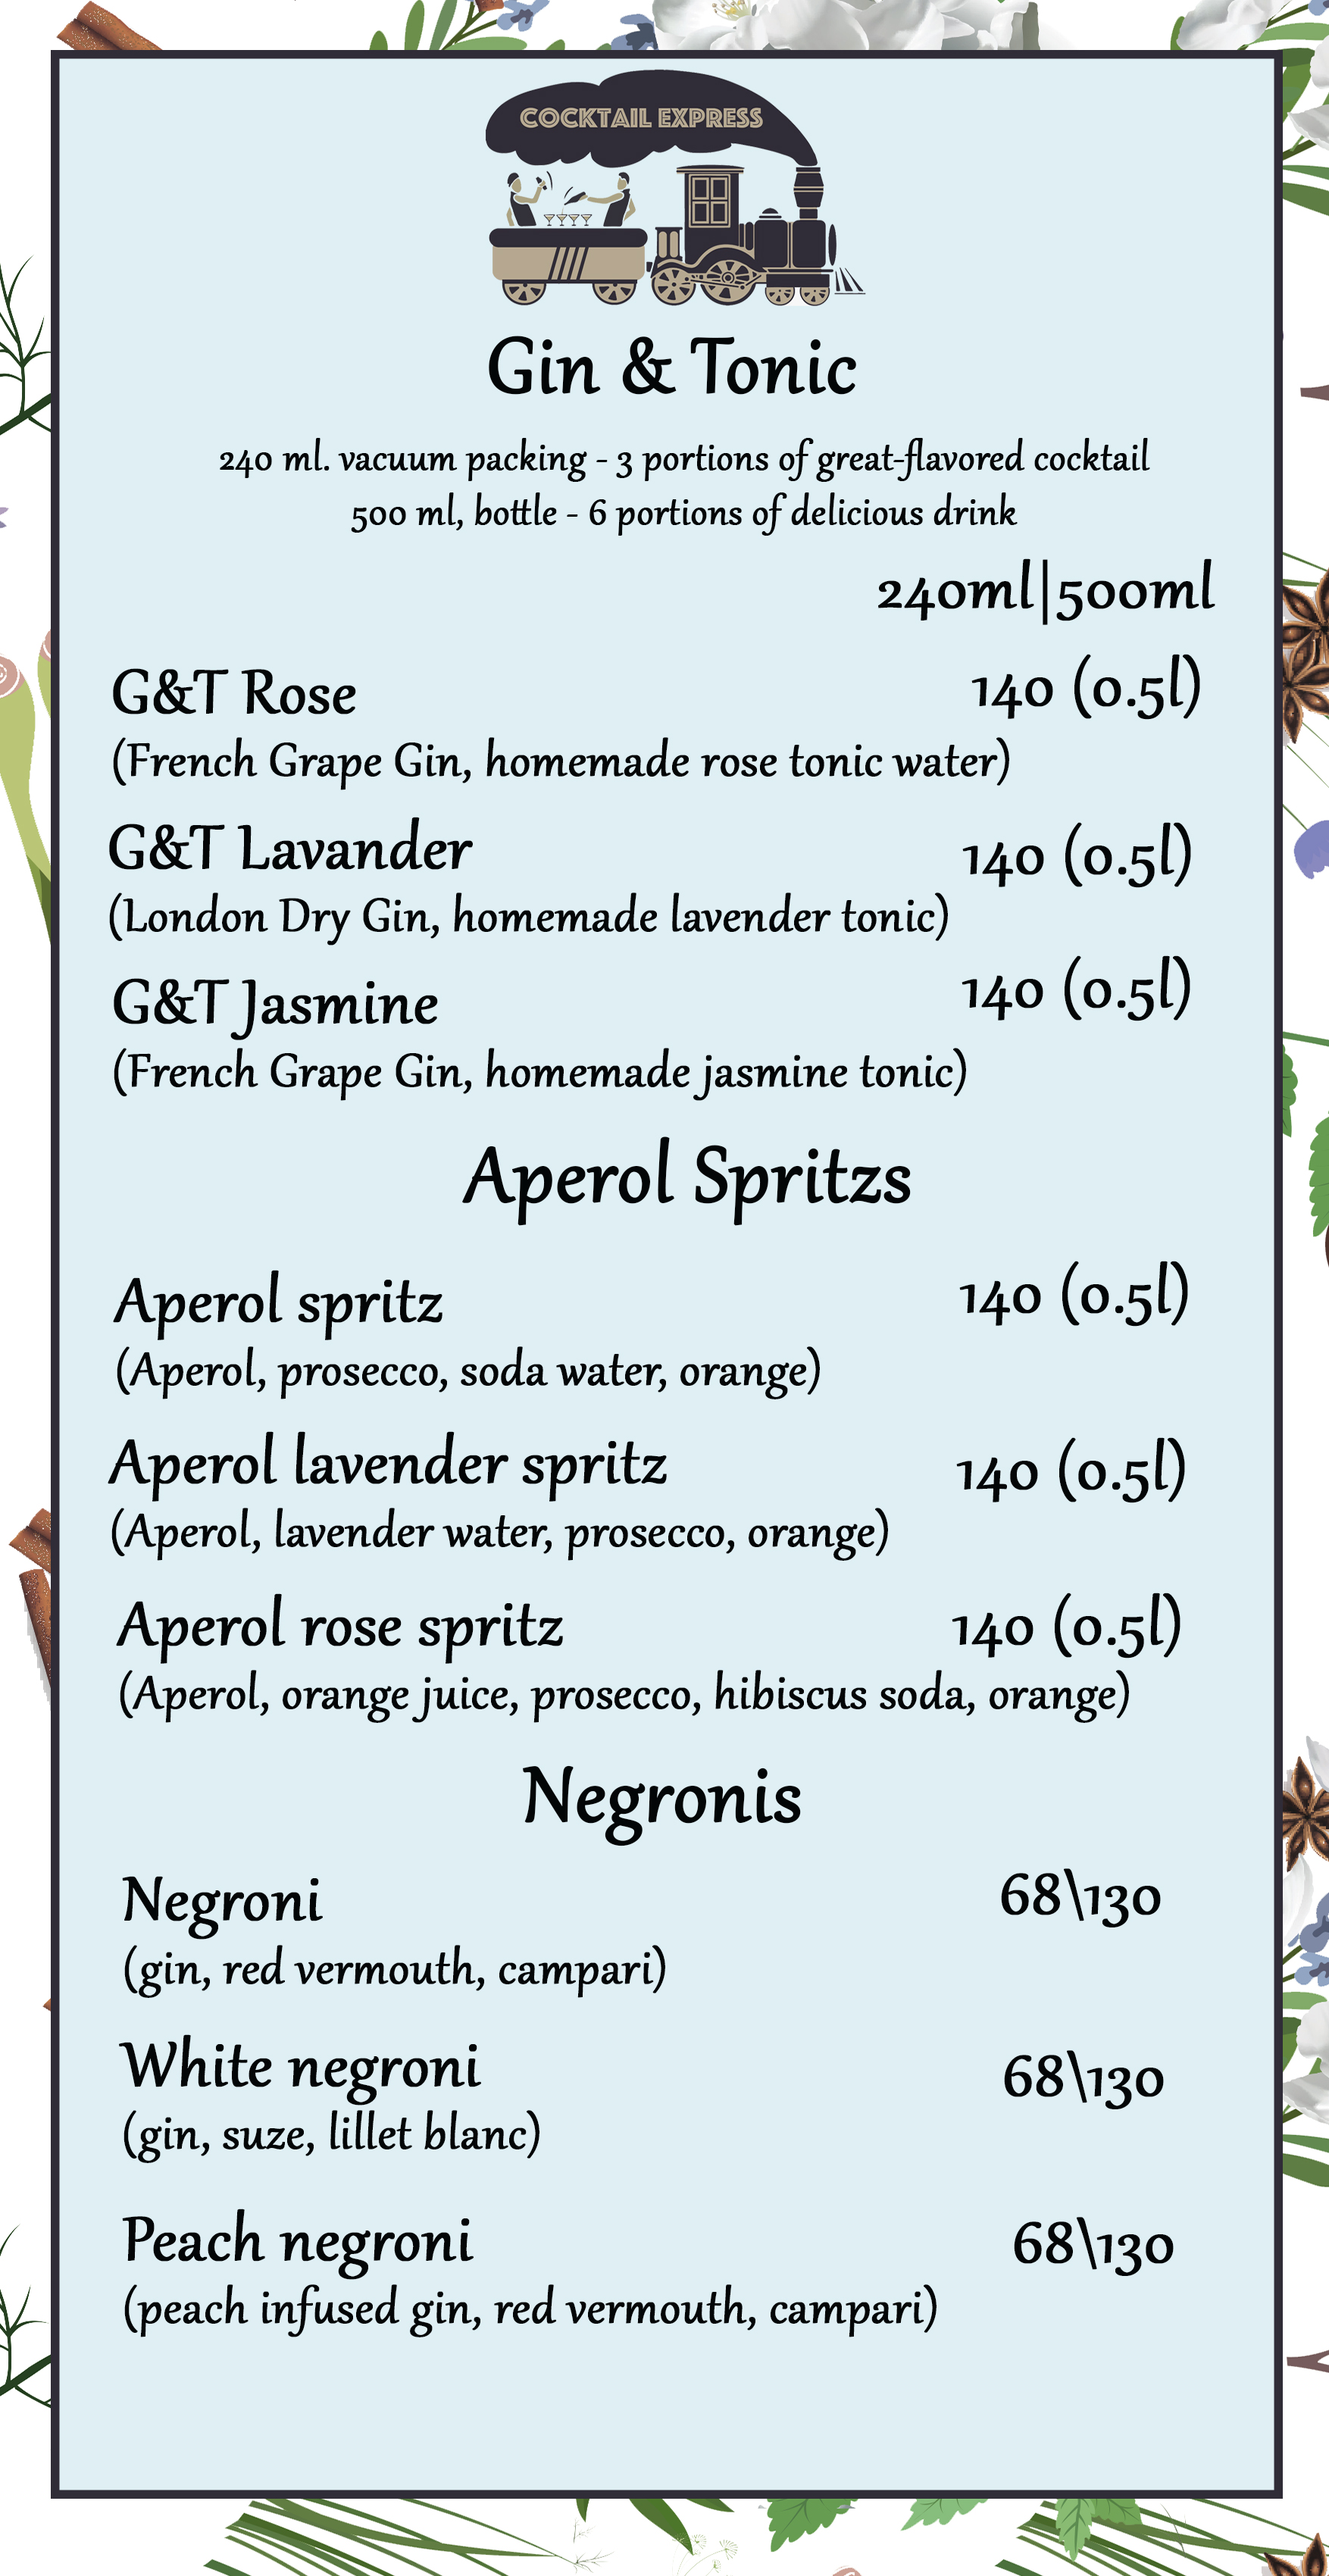 COCKTAIL EXPRESS
Gin & Tonic
240 ml. vacuum packing - 3 portions of great-flavored cocktail
500 ml, bottle - 6 portions of delicious drink
240ml|500ml
G&T Rose 140 (0.5l)
(French Grape Gin, homemade rose tonic water)
G&T Lavander 140 (0.5l)
(London Dry Gin, homemade lavender tonic)
G&T Jasmine 140 (0.5l)
(French Grape Gin, homemade jasmine tonic)
Aperol Spritzs
Aperol spritz 140 (0.5l)
(Aperol, prosecco, soda water, orange)
Aperol lavender spritz 140 (0.5l)
(Aperol, lavender water, prosecco, orange)
Aperol rose spritz 140 (0.5l)
(Aperol, orange juice, prosecco, hibiscus soda, orange)
Negronis
Negroni 68\130
(gin, red vermouth, campari)
White negroni 68\130
(gin, suze, lillet blanc)
Peach negroni 68\130
(peach infused gin, red vermouth, campari)